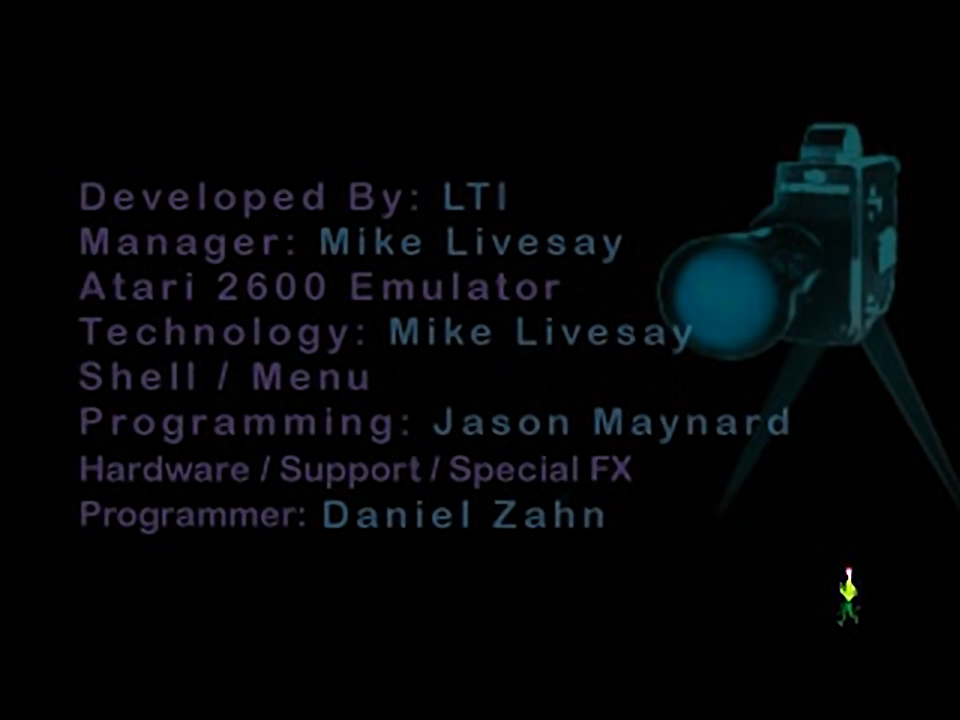 Developed By: LTI
Manager: Mike Livesay
Atari 2600 Emulator
Technology: Mike Livesay
Shell / Menu
Programming: Jason Maynard
Hardware / Support / Special FX
Programmer: Daniel Zahn